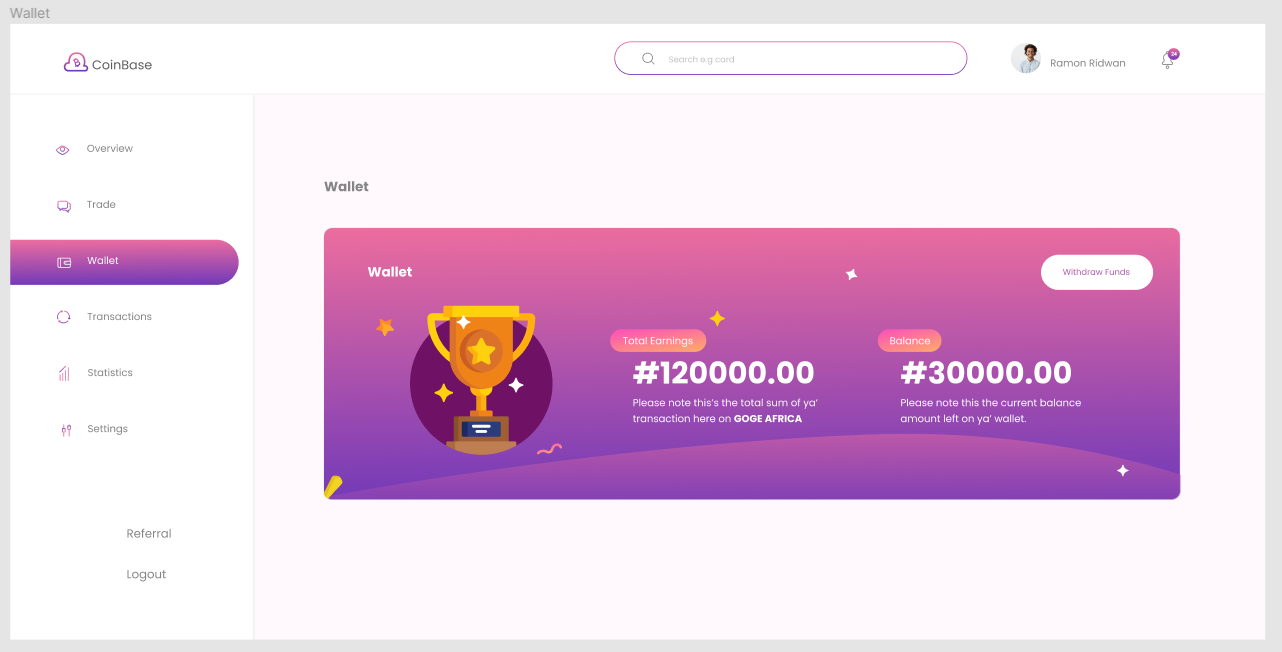 Wallet
CoinBase
Search e.g card
Ramon Ridwan
24
Overview
Trade
Wallet
Transactions
Statistics
Settings
Referral
Logout
Wallet
Wallet
Withdraw Funds
Total Earnings
#120000.00
Please note this's the total sum of ya'
transaction here on GOGE AFRICA
Balance
#30000.00
Please note this the current balance
amount left on ya' wallet.